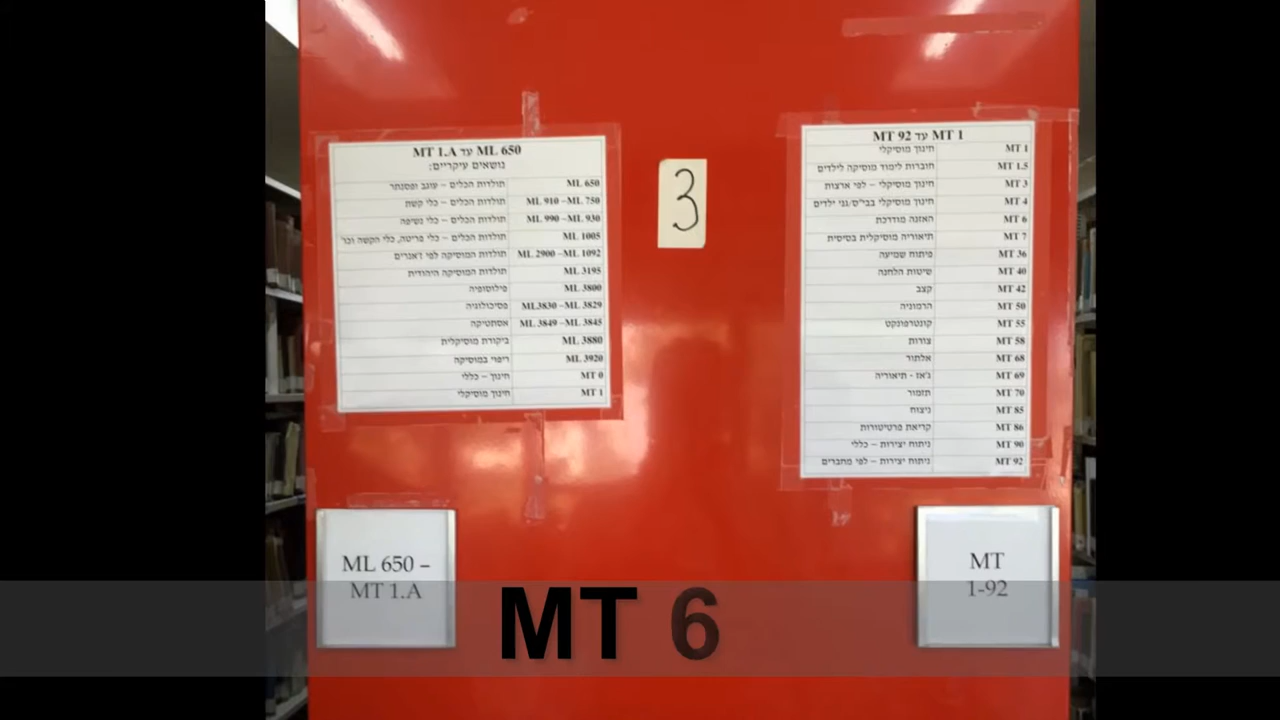 ML 650 עד MT 1.A
נושאים עיקריים:
ML 650 תולדות הכלים – עוגב ופסנתר
ML 910 –ML 750 תולדות הכלים – כלי קשת
ML 990 –ML 930 תולדות הכלים – כלי נשיפה
ML 1005 תולדות הכלים – כלי פריטה, כלי הקשה וכו'
ML 2900 –ML 1092 תולדות המוסיקה לפי ז'אנרים
ML 3195 תולדות המוסיקה היהודית
ML 3800 פילוסופיה
ML3830 –ML 3829 פסיכולוגיה
ML 3849 –ML 3845 אסתטיקה
ML 3880 ביקורת מוסיקלית
ML 3920 ריפוי במוסיקה
MT 0 חינוך – כללי
MT 1 חינוך מוסיקלי
3
MT 1 עד MT 92
MT 1 חינוך מוסיקלי
MT 1.5 חוברות לימוד מוסיקה לילדים
MT 3 חינוך מוסיקלי – לפי ארצות
MT 4 חינוך מוסיקלי בבי"ס/גני ילדים
MT 6 האזנה מודרכת
MT 7 תיאוריה מוסיקלית בסיסית
MT 36 פיתוח שמיעה
MT 40 שיטות הלחנה
MT 42 קצב
MT 50 הרמוניה
MT 55 קונטרפונקט
MT 58 צורות
MT 68 אלתור
MT 69 ג'אז - תיאוריה
MT 70 תזמור
MT 85 ניצוח
MT 86 קריאת פרטיטורות
MT 90 ניתוח יצירות – כללי
MT 92 ניתוח יצירות – לפי מחברים
ML 650 –
MT 1.A
MT
1-92
MT 6